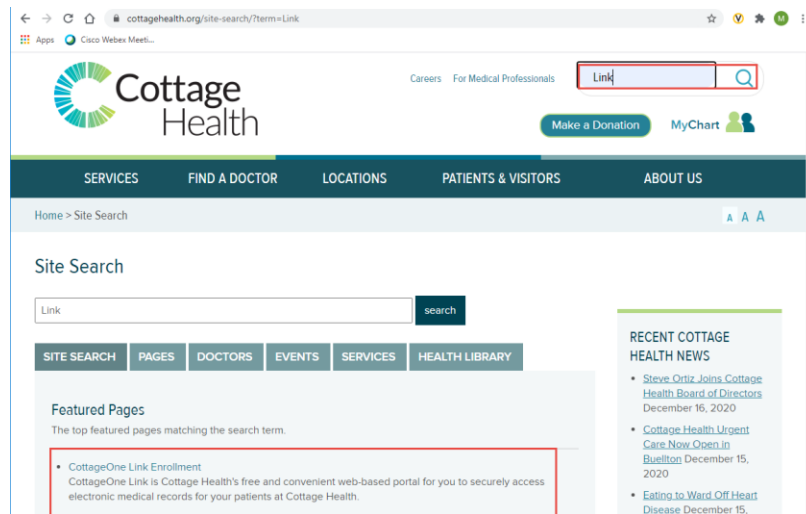 cottagehealth.org/site-search/?term=Link
M
Apps Cisco Webex Meeti...
Cottage
Health
Careers For Medical Professionals
Link
Make a Donation MyChart
SERVICES FIND A DOCTOR LOCATIONS PATIENTS & VISITORS ABOUT US
Home > Site Search
A A A
Site Search
Link
search
SITE SEARCH PAGES DOCTORS EVENTS SERVICES HEALTH LIBRARY
Featured Pages
The top featured pages matching the search term.
• CottageOne Link Enrollment
CottageOne Link is Cottage Health's free and convenient web-based portal for you to securely access
electronic medical records for your patients at Cottage Health.
RECENT COTTAGE
HEALTH NEWS
• Steve Ortiz Joins Cottage
Health Board of Directors
December 16, 2020
• Cottage Health Urgent
Care Now Open in
Buellton December 15,
2020
• Eating to Ward Off Heart
Disease December 15,